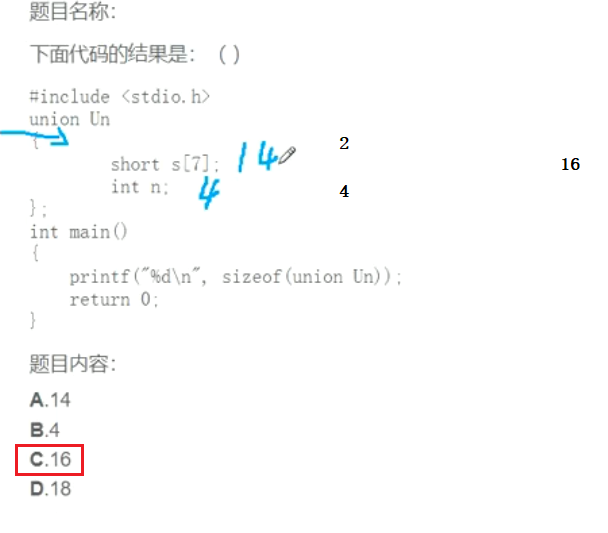 题目名称：
下面代码的结果是：（ ）
#include <stdio.h>
union Un
{
short s[7]; 14 2 16
int n; 4 4
};
int main()
{
printf("%d\n", sizeof(union Un));
return 0;
}
题目内容：
A.14
B.4
C.16
D.18